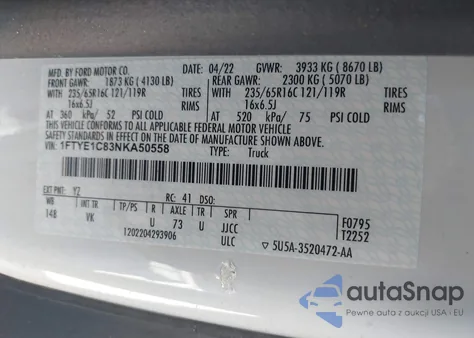 MFD. BY FORD MOTOR CO. 04/22 GVWR: 3933 KG ( 8670 LB)
FRONT GAWR: 1873 KG ( 4130 LB) REAR GAWR: 2300 KG ( 5070 LB)
WITH 235/65R16C 121/119R TIRES WITH 235/65R16C 121/119R TIRES
16x6.5J RIMS 16x6.5J RIMS
AT 360 kPa/ 52 PSI COLD AT 520 kPa/ 75 PSI COLD
THIS VEHICLE CONFORMS TO ALL APPLICABLE FEDERAL MOTOR VEHICLE
SAFETY STANDARDS IN EFFECT ON THE DATE OF MANUFACTURE SHOWN ABOVE.
VIN: 1FTYE1C83NKA50558 TYPE: Truck
EXT PNT: YZ RC: 41 DSO:
WB INT TR TP/PS R AXLE TR SPR
148 VK U 73 U JJCC
1202204293906 ULC
F0795
T2252
▽ 5U5A-3520472-AA
autoSnap
Pewne auta z USA i EU